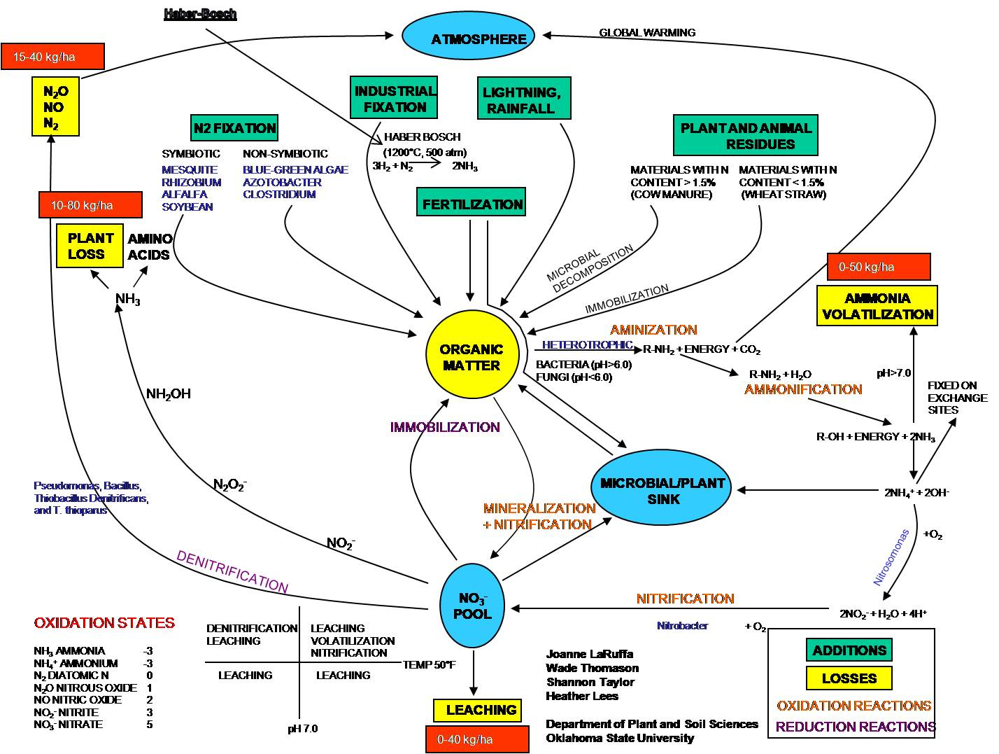 Haber-Bosch
ATMOSPHERE
GLOBAL WARMING
15-40 kg/ha
N₂O
NO
N₂
INDUSTRIAL
FIXATION
LIGHTNING,
RAINFALL
N2 FIXATION
PLANT AND ANIMAL
RESIDUES
HABER BOSCH
(1200°C, 500 atm)
3H₂ + N₂ 2NH₃
SYMBIOTIC
MESQUITE
RHIZOBIUM
ALFALFA
SOYBEAN
NON-SYMBIOTIC
BLUE-GREEN ALGAE
AZOTOBACTER
CLOSTRIDIUM
MATERIALS WITH N
CONTENT > 1.5%
(COW MANURE)
MATERIALS WITH N
CONTENT < 1.5%
(WHEAT STRAW)
10-80 kg/ha
FERTILIZATION
PLANT
LOSS
AMINO
ACIDS
NH₃
MICROBIAL
DECOMPOSITION
IMMOBILIZATION
0-50 kg/ha
AMMONIA
VOLATILIZATION
ORGANIC
MATTER
AMINIZATION
HETEROTROPHIC
R-NH₂ + ENERGY + CO₂
BACTERIA (pH>6.0)
FUNGI (pH<6.0)
R-NH₂ + H₂O
AMMONIFICATION
pH>7.0
FIXED ON
EXCHANGE
SITES
NH₂OH
IMMOBILIZATION
R-OH + ENERGY + 2NH₃
MICROBIAL/PLANT
SINK
2NH₄⁺ + 2OH⁻
N₂O₂⁻
Pseudomonas, Bacillus,
Thiobacillus Denitrificans,
and T. thioparus
MINERALIZATION
+ NITRIFICATION
+O₂
Nitrosomonas
NO₂⁻
DENITRIFICATION
NO₃⁻
POOL
NITRIFICATION
2NO₂⁻ + H₂O + 4H⁺
Nitrobacter + O₂
OXIDATION STATES
NH₃ AMMONIA -3
NH₄⁺ AMMONIUM -3
N₂ DIATOMIC N 0
N₂O NITROUS OXIDE 1
NO NITRIC OXIDE 2
NO₂⁻ NITRITE 3
NO₃⁻ NITRATE 5
DENITRIFICATION
LEACHING
LEACHING
VOLATILIZATION
NITRIFICATION
TEMP 50°F
LEACHING
LEACHING
pH 7.0
LEACHING
0-40 kg/ha
Joanne LaRuffa
Wade Thomason
Shannon Taylor
Heather Lees
Department of Plant and Soil Sciences
Oklahoma State University
ADDITIONS
LOSSES
OXIDATION REACTIONS
REDUCTION REACTIONS